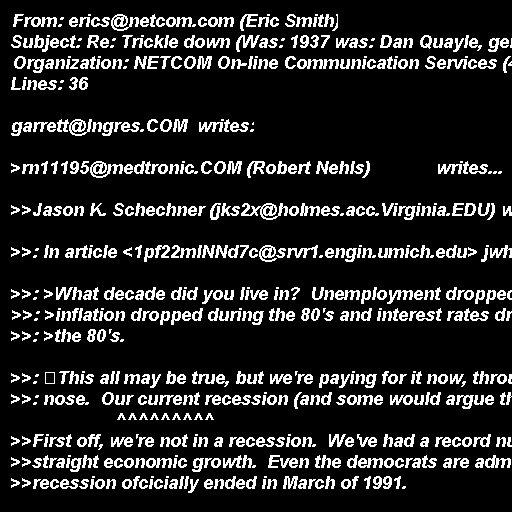 From: erics@netcom.com (Eric Smith)
Subject: Re: Trickle down (Was: 1937 was: Dan Quayle, ge
Organization: NETCOM On-line Communication Services (4
Lines: 36
garrett@Ingres.COM writes:
>rn11195@medtronic.COM (Robert Nehls) writes...
>>Jason K. Schechner (jks2x@holmes.acc.Virginia.EDU) w
>>: In article <1pf22mINNd7c@srvr1.engin.umich.edu> jwh
>>: >What decade did you live in? Unemployment dropped
>>: >inflation dropped during the 80's and interest rates dr
>>: >the 80's.
>>: This all may be true, but we're paying for it now, throu
>>: nose. Our current recession (and some would argue th
^^^^^^^^^
>>First off, we're not in a recession. We've had a record nu
>>straight economic growth. Even the democrats are adm
>>recession ofcicially ended in March of 1991.